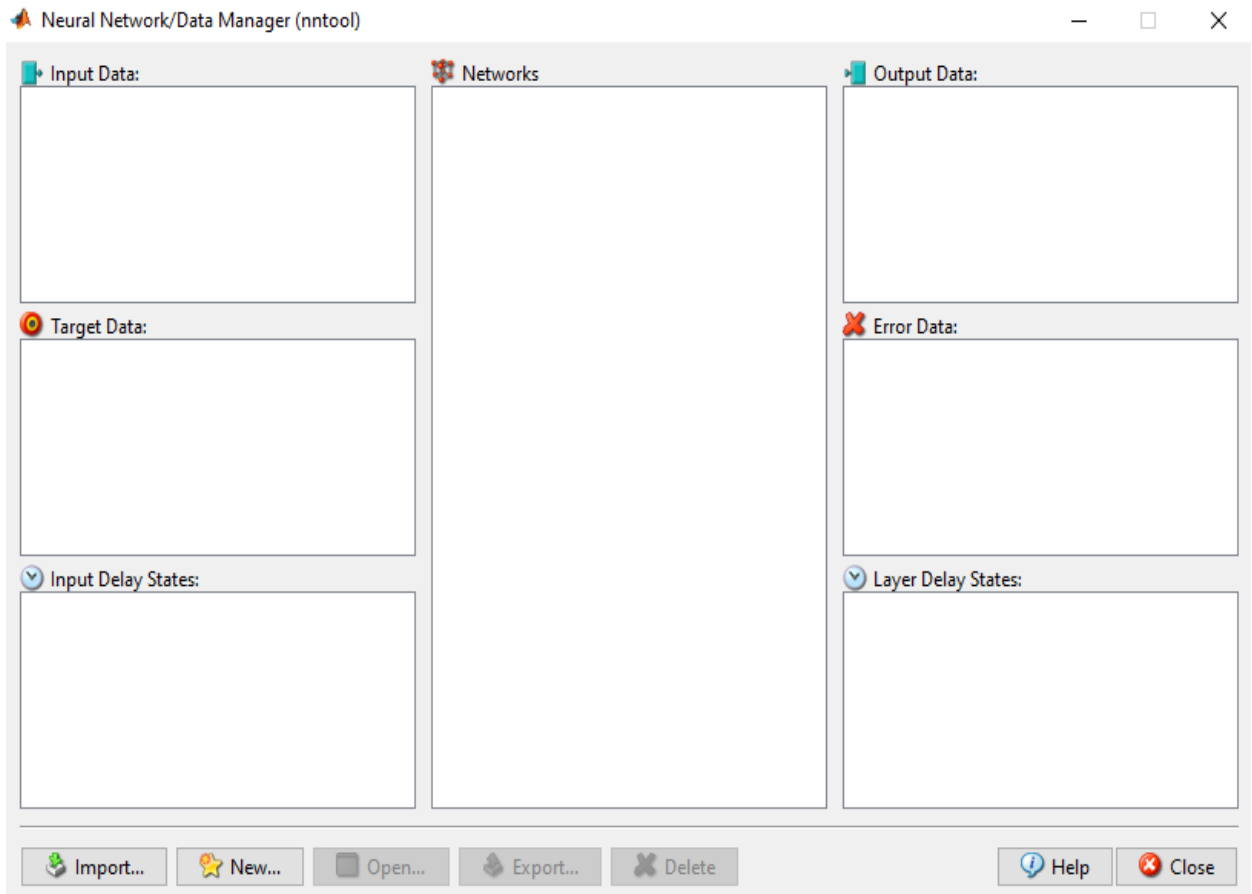 Neural Network/Data Manager (nntool)
Input Data:
Networks
Output Data:
Target Data:
Error Data:
Input Delay States:
Layer Delay States:
Import...
New...
Open...
Export...
Delete
Help
Close